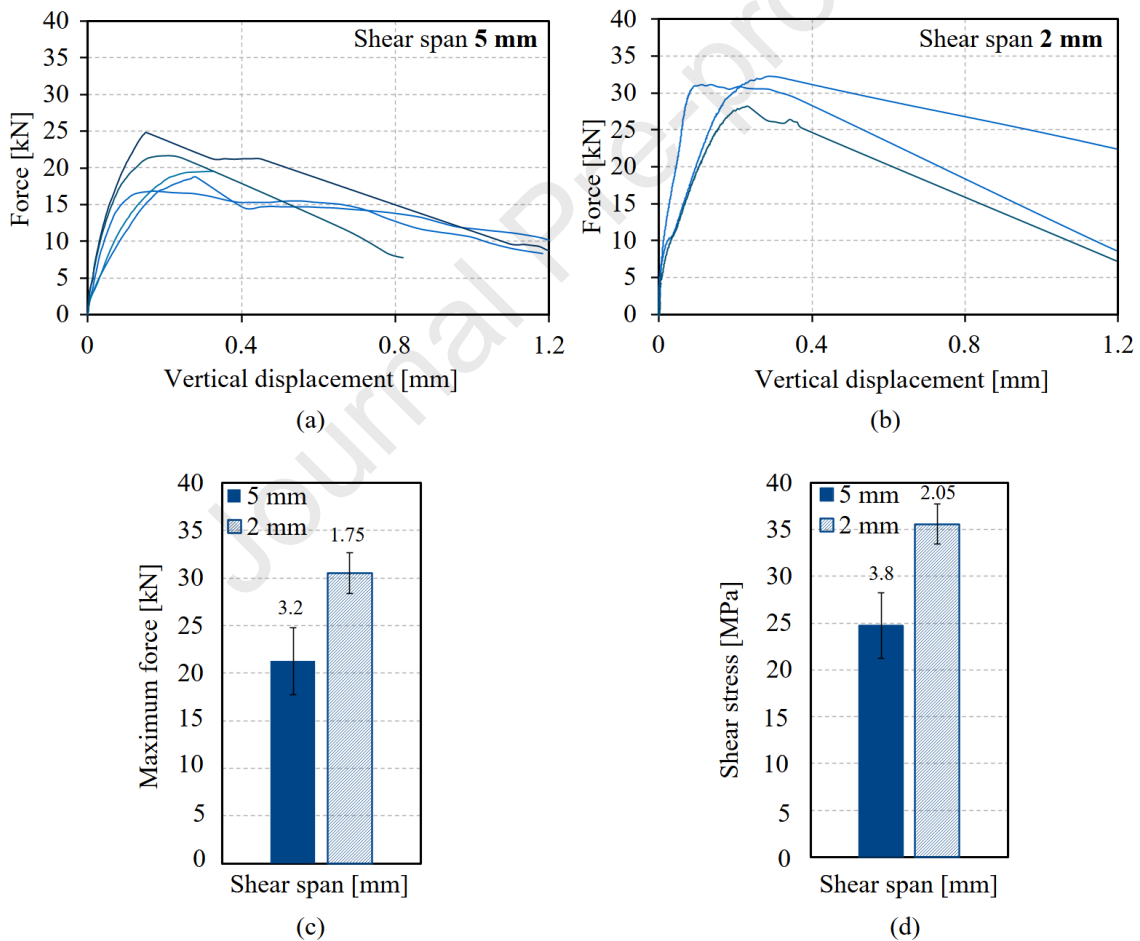 Shear span 5 mm
40
35
30
25
20
15
10
5
0
Force [kN]
0
0.4
0.8
1.2
Vertical displacement [mm]
(a)
Shear span 2 mm
40
35
30
25
20
15
10
5
0
Force [kN]
0
0.4
0.8
1.2
Vertical displacement [mm]
(b)
Journal Pre-pro
40
35
30
25
20
15
10
5
0
Maximum force [kN]
5 mm
2 mm
3.2
1.75
Shear span [mm]
(c)
40
35
30
25
20
15
10
5
0
Shear stress [MPa]
5 mm
2 mm
3.8
2.05
Shear span [mm]
(d)